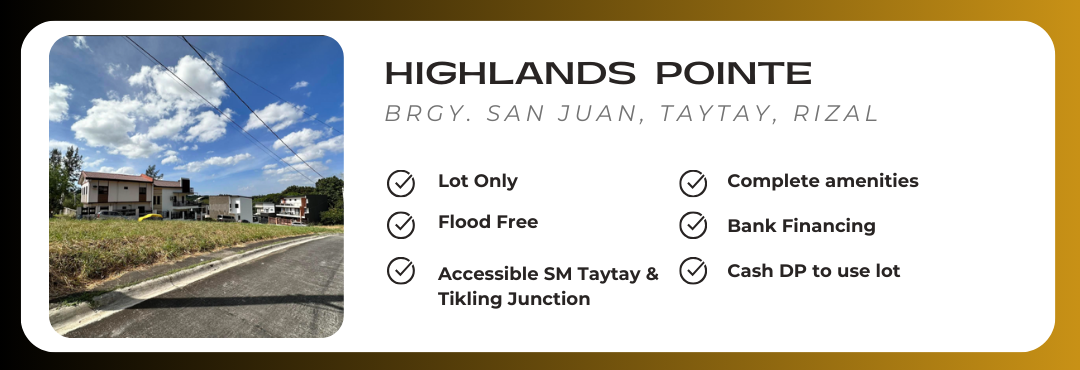 HIGHLANDS POINTE
BRGY. SAN JUAN, TAYTAY, RIZAL
Lot Only
Flood Free
Accessible SM Taytay &
Tikling Junction
Complete amenities
Bank Financing
Cash DP to use lot